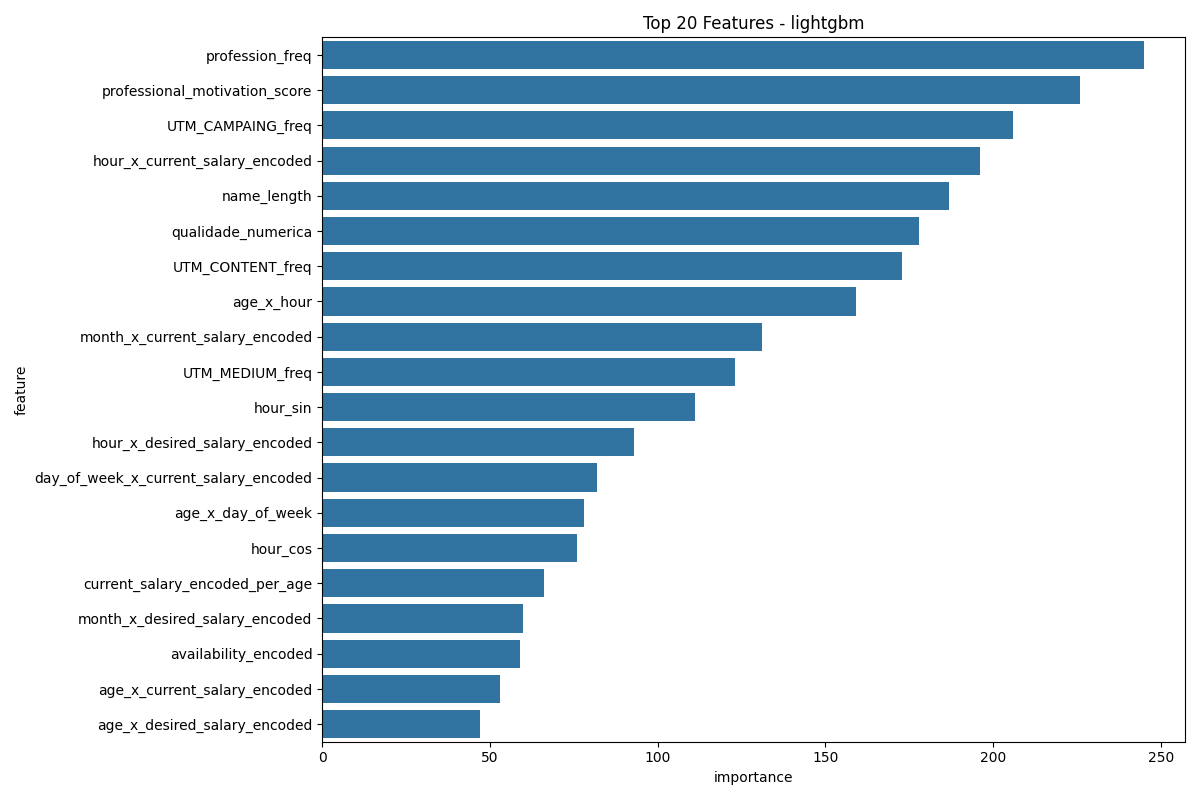 Top 20 Features - lightgbm
profession_freq
professional_motivation_score
UTM_CAMPAING_freq
hour_x_current_salary_encoded
name_length
qualidade_numerica
UTM_CONTENT_freq
age_x_hour
month_x_current_salary_encoded
UTM_MEDIUM_freq
hour_sin
hour_x_desired_salary_encoded
day_of_week_x_current_salary_encoded
age_x_day_of_week
hour_cos
current_salary_encoded_per_age
month_x_desired_salary_encoded
availability_encoded
age_x_current_salary_encoded
age_x_desired_salary_encoded
feature
0 50 100 150 200 250
importance